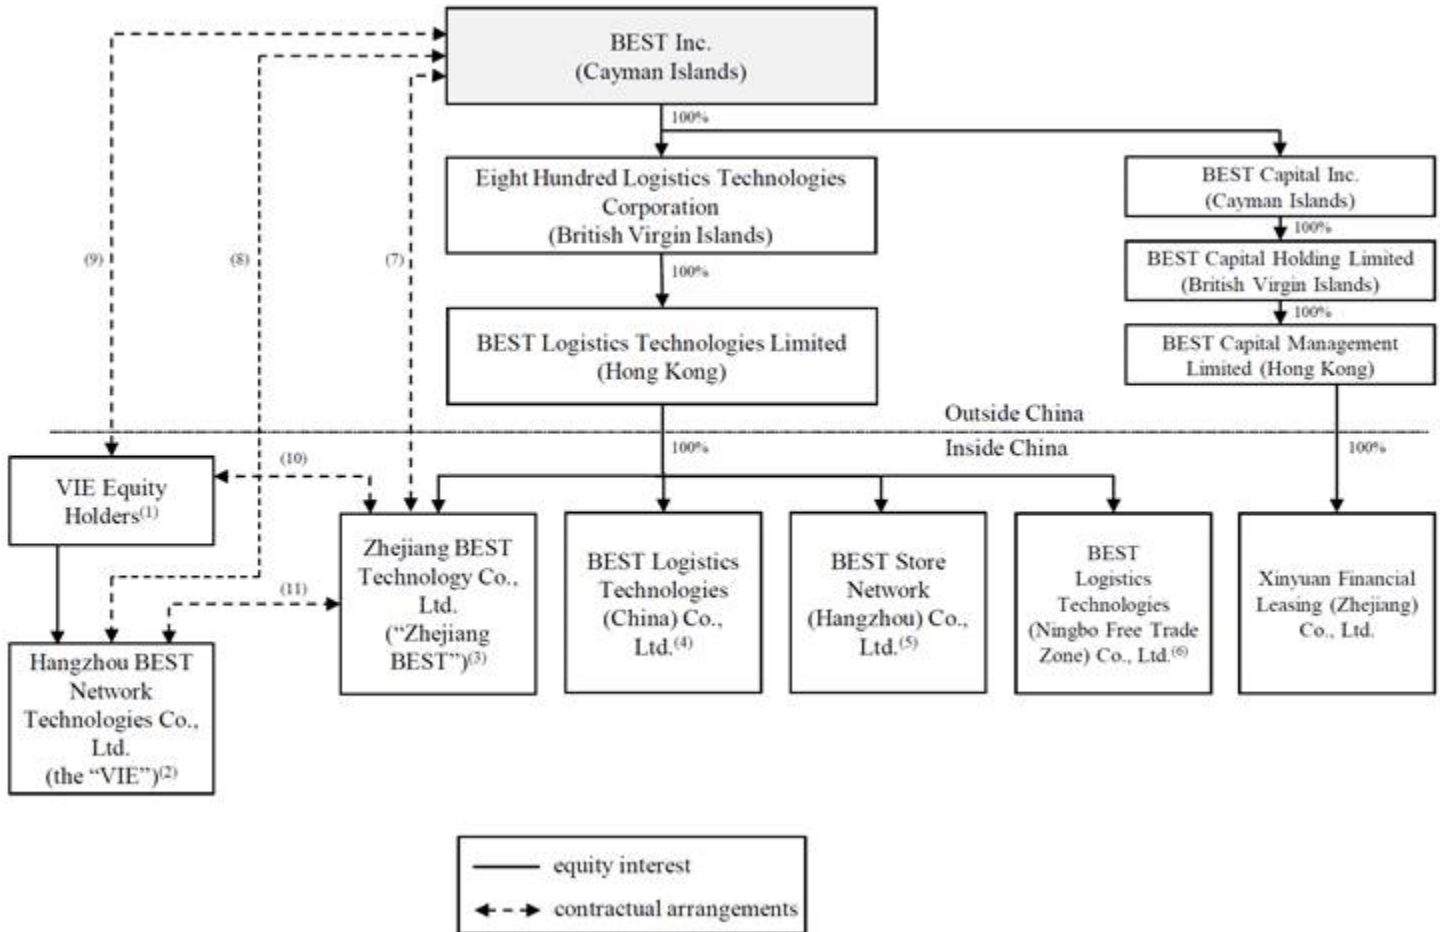 BEST Inc.
(Cayman Islands)
100%
Eight Hundred Logistics Technologies
Corporation
(British Virgin Islands)
BEST Capital Inc.
(Cayman Islands)
100%
(9)
(8)
(7)
100%
BEST Capital Holding Limited
(British Virgin Islands)
100%
BEST Logistics Technologies Limited
(Hong Kong)
BEST Capital Management
Limited (Hong Kong)
Outside China
100%
Inside China
100%
VIE Equity
Holders(1)
(10)
(11)
Zhejiang BEST
Technology Co.,
Ltd.
(“Zhejiang
BEST”)(3)
BEST Logistics
Technologies
(China) Co.,
Ltd.(4)
BEST Store
Network
(Hangzhou) Co.,
Ltd.(5)
BEST
Logistics
Technologies
(Ningbo Free Trade
Zone) Co., Ltd.(6)
Xinyuan Financial
Leasing (Zhejiang)
Co., Ltd.
Hangzhou BEST
Network
Technologies Co.,
Ltd.
(the “VIE”)(2)
equity interest
contractual arrangements